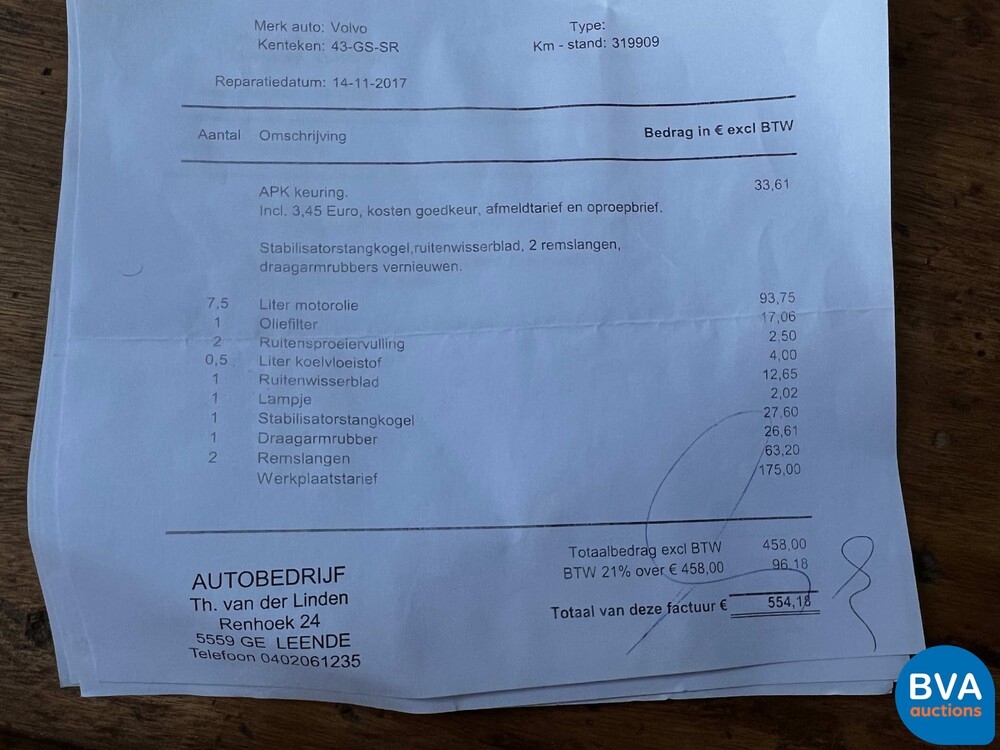 Merk auto: Volvo Type:
Kenteken: 43-GS-SR Km - stand: 319909
Reparatiedatum: 14-11-2017
Aantal Omschrijving Bedrag in € excl BTW
APK keuring. 33,61
Incl. 3,45 Euro, kosten goedkeur, afmeldtarief en oproepbrief.
Stabilisatorstangkogel,ruitenwisserblad, 2 remslangen,
draagarmrubbers vernieuwen.
7,5 Liter motorolie 93,75
1 Oliefilter 17,06
2 Ruitensproeiervulling 2,50
0,5 Liter koelvloeistof 4,00
1 Ruitenwisserblad 12,65
1 Lampje 2,02
1 Stabilisatorstangkogel 27,60
1 Draagarmrubber 26,61
2 Remslangen 63,20
Werkplaatstarief 175,00
Totaalbedrag excl BTW 458,00
BTW 21% over € 458,00 96,18
Totaal van deze factuur € 554,18
AUTOBEDRIJF
Th. van der Linden
Renhoek 24
5559 GE LEENDE
Telefoon 0402061235
BVA
auctions